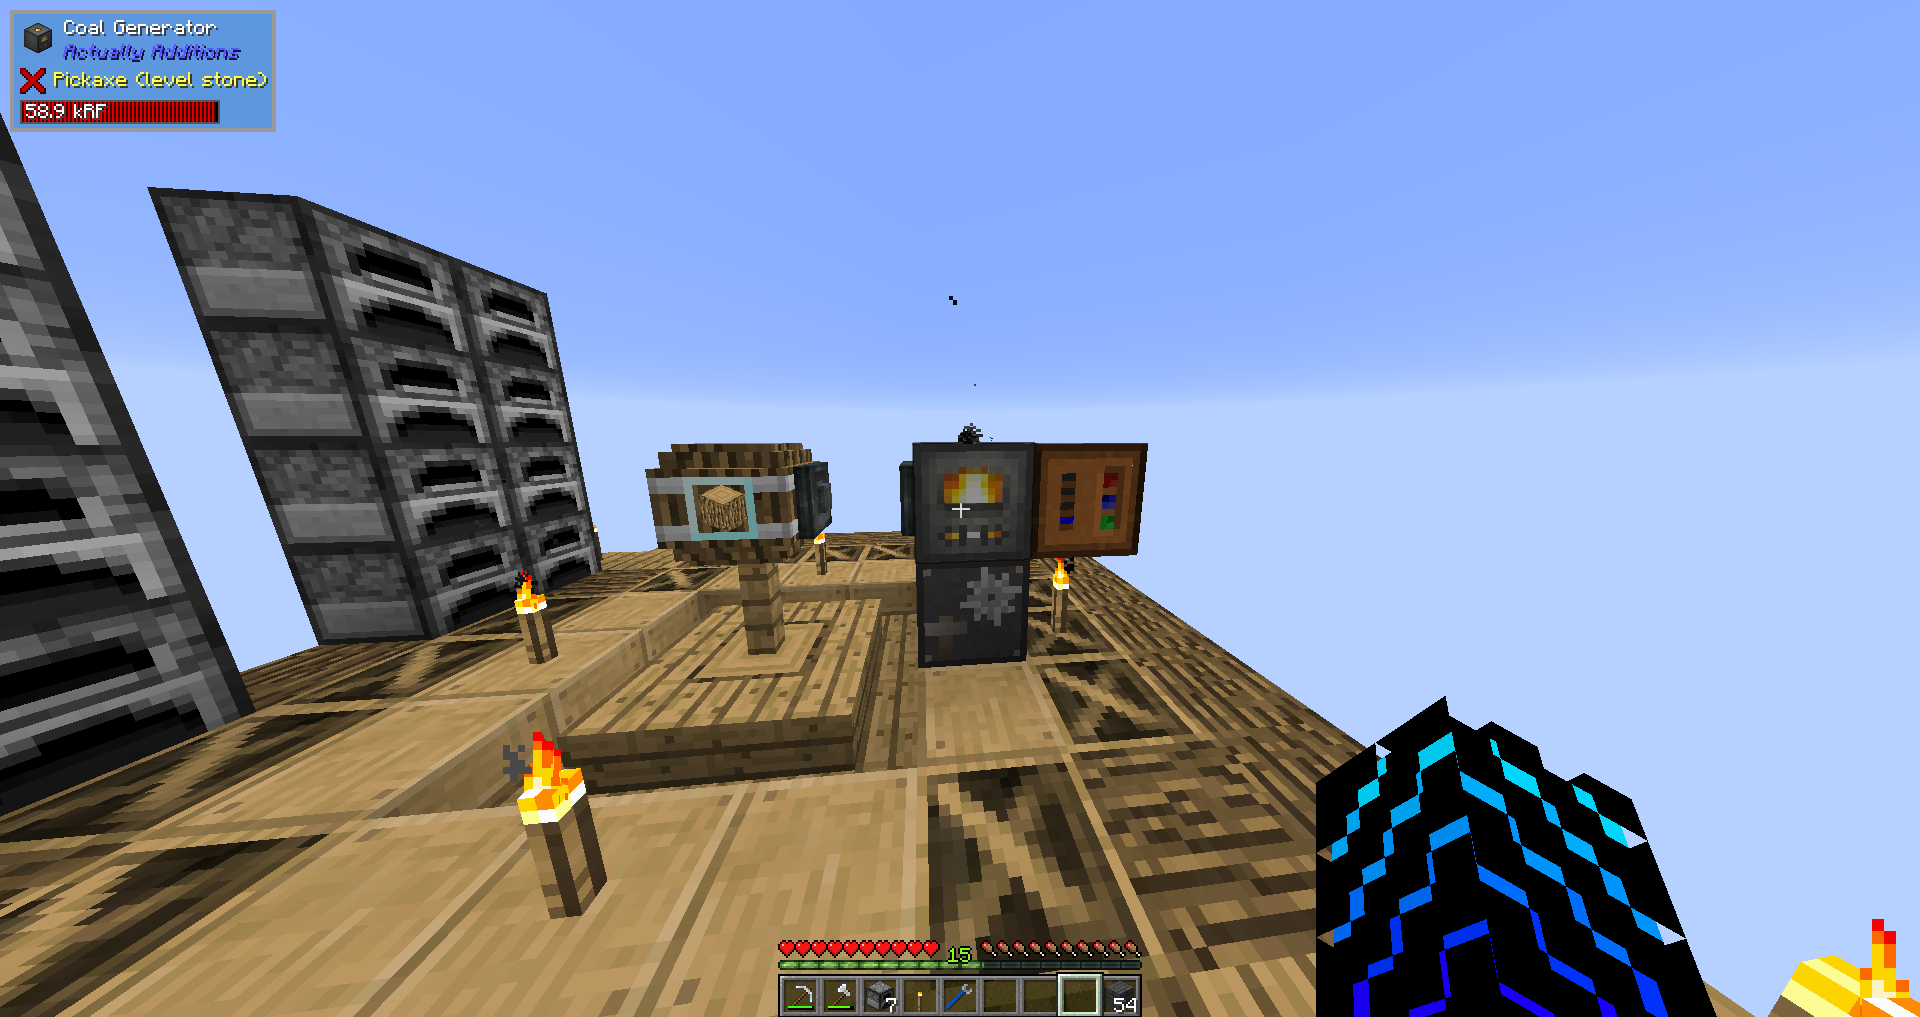 Coal Generator
Actually Additions
Pickaxe (level stone)
58.9 kRF
15
7
54